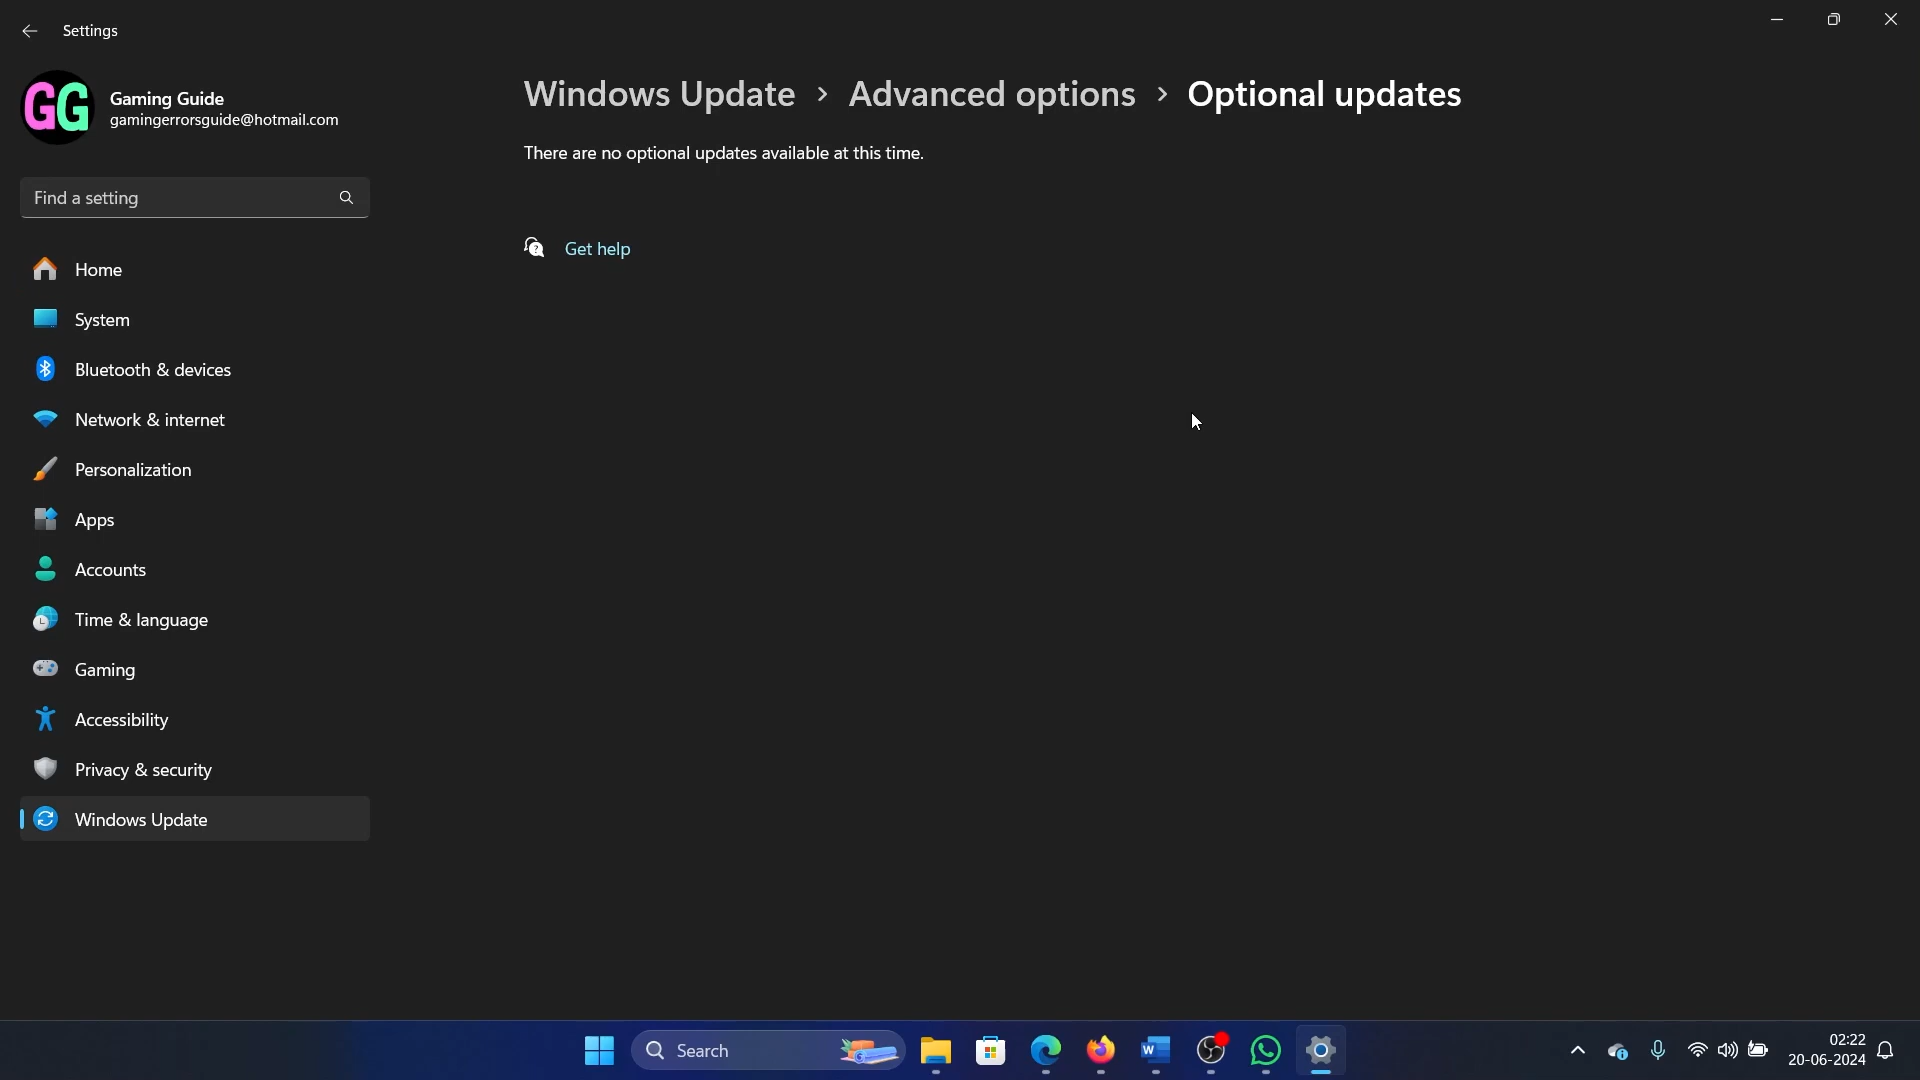 Settings
GG
Gaming Guide
gamingerrorsguide@hotmail.com
Find a setting
Home
System
Bluetooth & devices
Network & internet
Personalization
Apps
Accounts
Time & language
Gaming
Accessibility
Privacy & security
Windows Update
Windows Update > Advanced options > Optional updates
There are no optional updates available at this time.
Get help
Search
W
02:22
20-06-2024